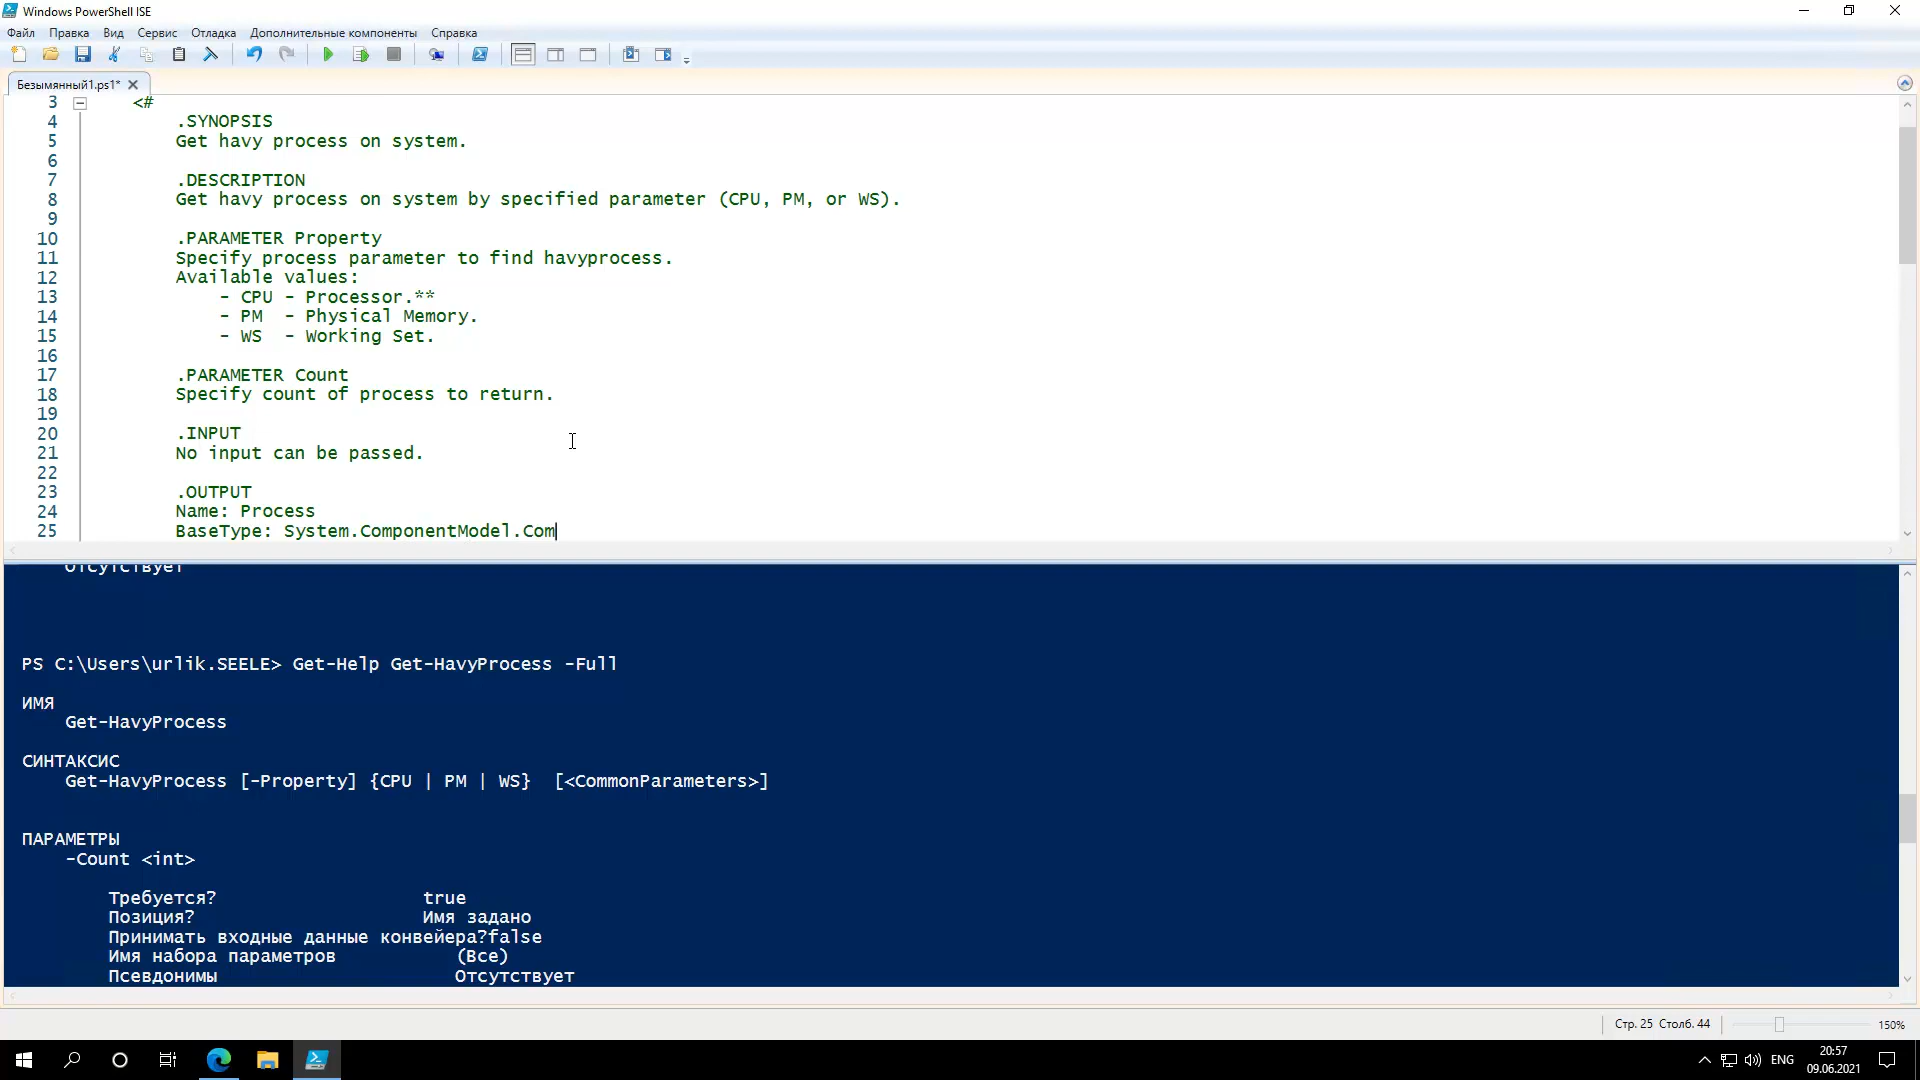 Windows PowerShell ISE
Файл Правка Вид Сервис Отладка Дополнительные компоненты Справка
Безымянный1.ps1*
3 <#
4 .SYNOPSIS
5 Get havy process on system.
6
7 .DESCRIPTION
8 Get havy process on system by specified parameter (CPU, PM, or WS).
9
10 .PARAMETER Property
11 Specify process parameter to find havyprocess.
12 Available values:
13 - CPU - Processor.**
14 - PM - Physical Memory.
15 - WS - Working Set.
16
17 .PARAMETER Count
18 Specify count of process to return.
19
20 .INPUT
21 No input can be passed.
22
23 .OUTPUT
24 Name: Process
25 BaseType: System.ComponentModel.Com
Отсутствует
PS C:\Users\urlik.SEELE> Get-Help Get-HavyProcess -Full
ИМЯ
Get-HavyProcess
СИНТАКСИС
Get-HavyProcess [-Property] {CPU | PM | WS} [<CommonParameters>]
ПАРАМЕТРЫ
-Count <int>
Требуется? true
Позиция? Имя задано
Принимать входные данные конвейера?false
Имя набора параметров (Все)
Псевдонимы Отсутствует
Стр. 25 Столб. 44 150%
ENG
20:57
09.06.2021